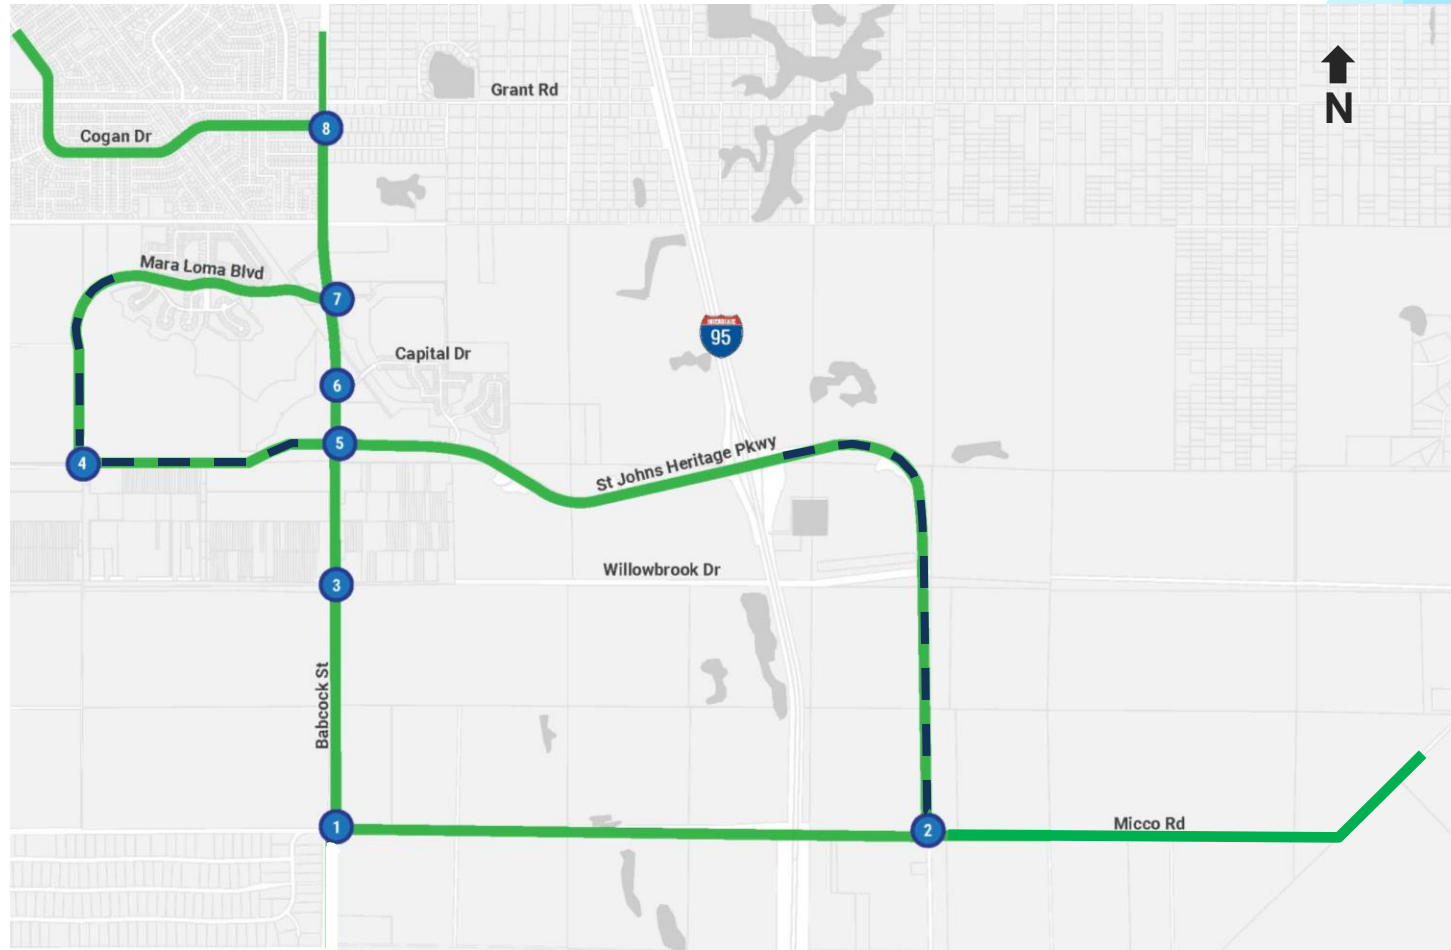 Grant Rd
N
Cogan Dr
8
Mara Loma Blvd
7
INTERSTATE
95
Capital Dr
6
5
4
St Johns Heritage Pkwy
Willowbrook Dr
3
Babcock St
1
2
Micco Rd